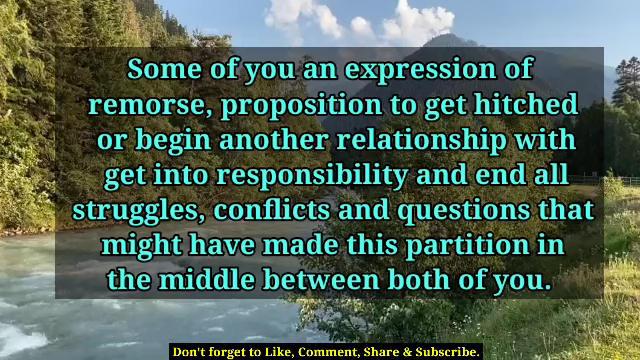 Some of you an expression of
remorse, proposition to get hitched
or begin another relationship with
get into responsibility and end all
struggles, conflicts and questions that
might have made this partition in
the middle between both of you.
Don't forget to Like, Comment, Share & Subscribe.